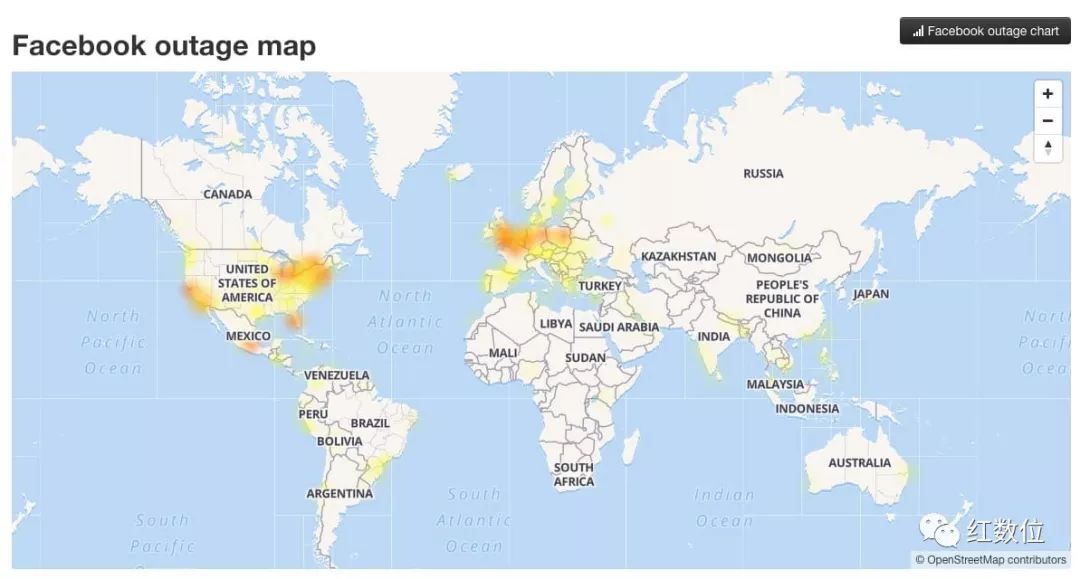 Facebook outage map
Facebook outage chart
+
−
RUSSIA
CANADA
KAZAKHSTAN
MONGOLIA
UNITED
STATES OF
AMERICA
TURKEY
PEOPLE'S
REPUBLIC OF
CHINA
JAPAN
North
Pacific
Ocean
North
Atlantic
Ocean
North
Pacific
Ocea
LIBYA
SAUDI ARABIA
INDIA
MEXICO
MALI
SUDAN
VENEZUELA
MALAYSIA
INDONESIA
PERU
BRAZIL
BOLIVIA
SOUTH
AFRICA
AUSTRALIA
ARGENTINA
South
Pacific
South
Atlantic
Ocean
Indian
Ocean
红数位
© OpenStreetMap contributors